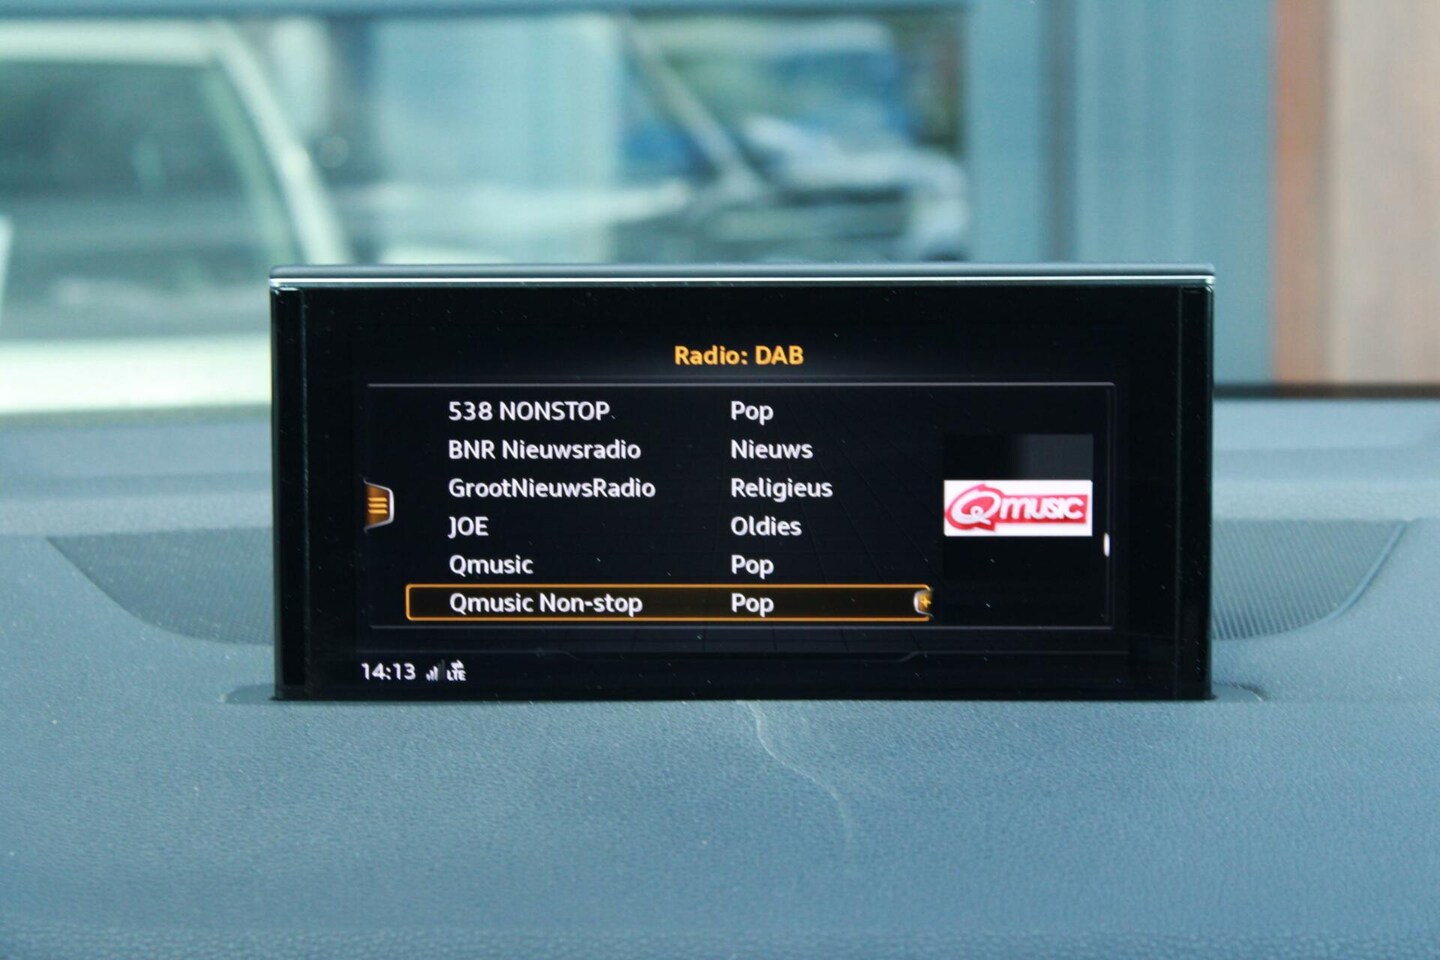 Radio: DAB
538 NONSTOP Pop
BNR Nieuwsradio Nieuws
GrootNieuwsRadio Religieus
JOE Oldies
Qmusic Pop
Qmusic Non-stop Pop
Qmusic
14:13 LTE